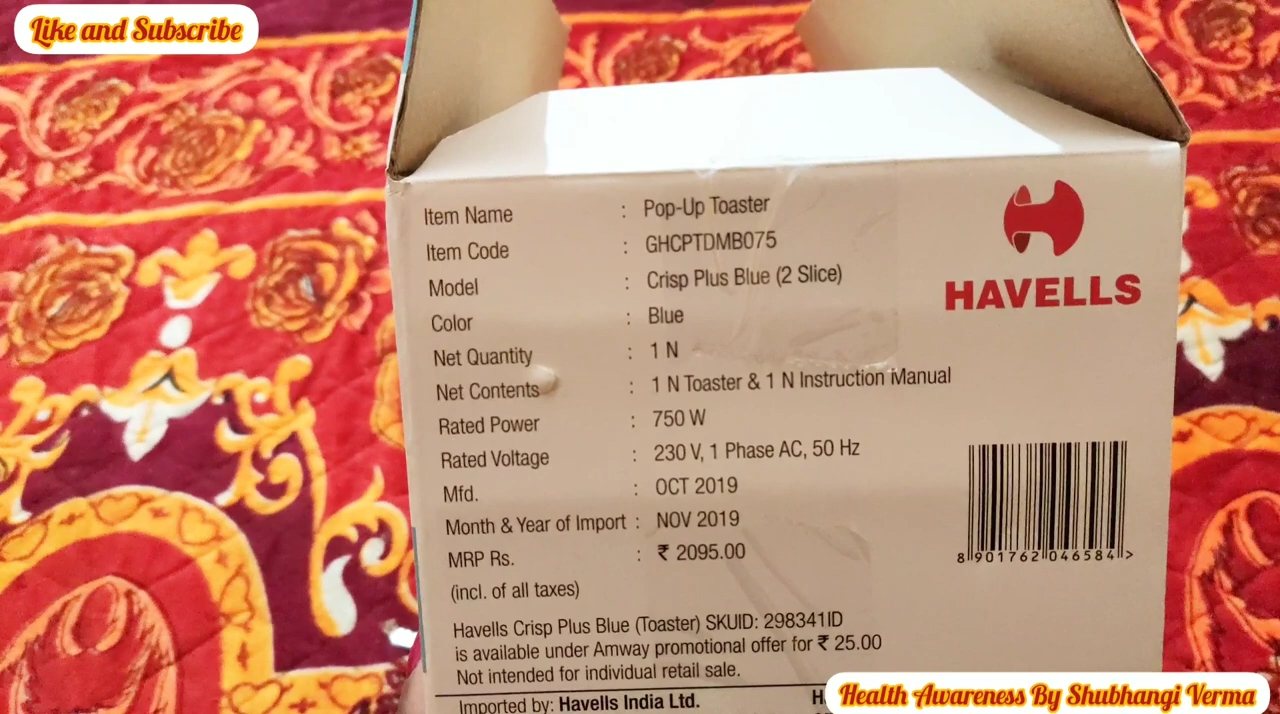 Like and Subscribe
HAVELLS
Item Name : Pop-Up Toaster
Item Code : GHCPTDMB075
Model : Crisp Plus Blue (2 Slice)
Color : Blue
Net Quantity : 1 N
Net Contents : 1 N Toaster & 1 N Instruction Manual
Rated Power : 750 W
Rated Voltage : 230 V, 1 Phase AC, 50 Hz
Mfd. : OCT 2019
Month & Year of Import : NOV 2019
MRP Rs. : ₹ 2095.00
(incl. of all taxes)
8 901762 046584 >
Havells Crisp Plus Blue (Toaster) SKUID: 298341ID
is available under Amway promotional offer for ₹ 25.00
Not intended for individual retail sale.
Imported by: Havells India Ltd.
Health Awareness By Shubhangi Verma